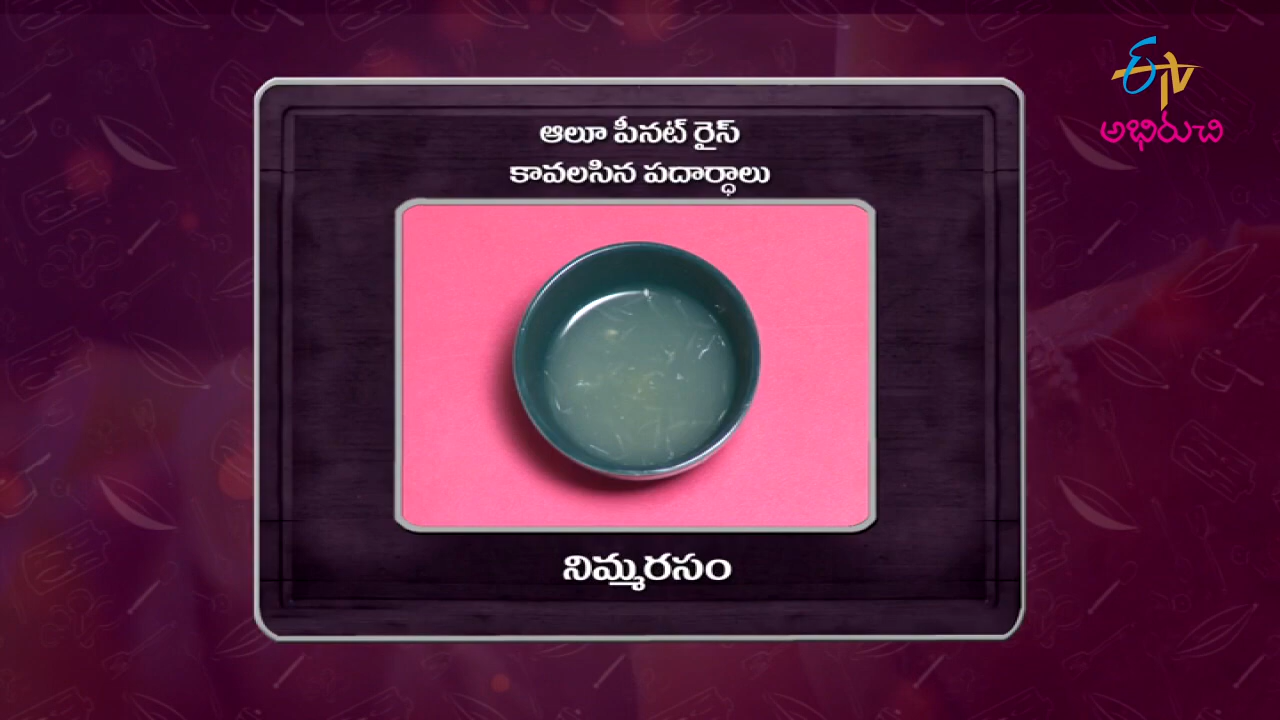 ఆలూ పీనట్ రైస్
కావలసిన పదార్ధాలు
ETV
అభిరుచి
నిమ్మరసం